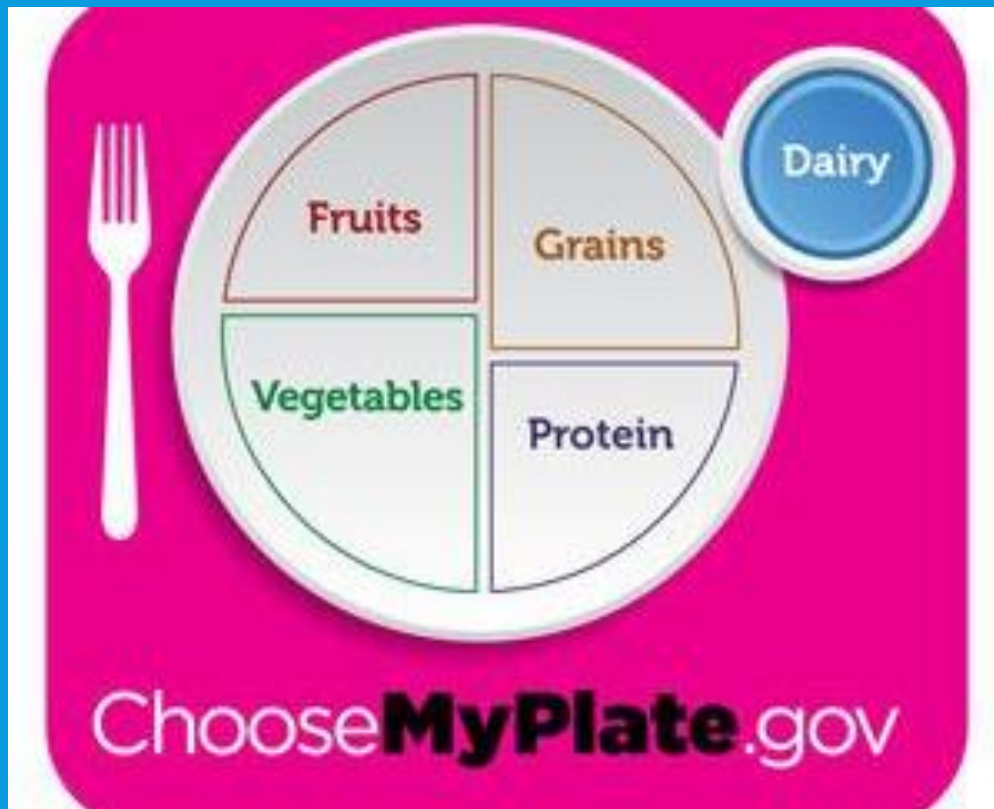 Dairy
Fruits
Grains
Vegetables
Protein
ChooseMyPlate.gov